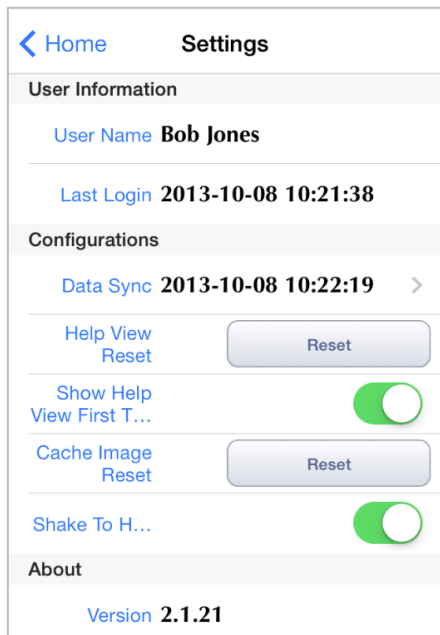 Home Settings
User Information
User Name Bob Jones
Last Login 2013-10-08 10:21:38
Configurations
Data Sync 2013-10-08 10:22:19
Help View
Reset Reset
Show Help
View First T...
Cache Image
Reset Reset
Shake To H...
About
Version 2.1.21